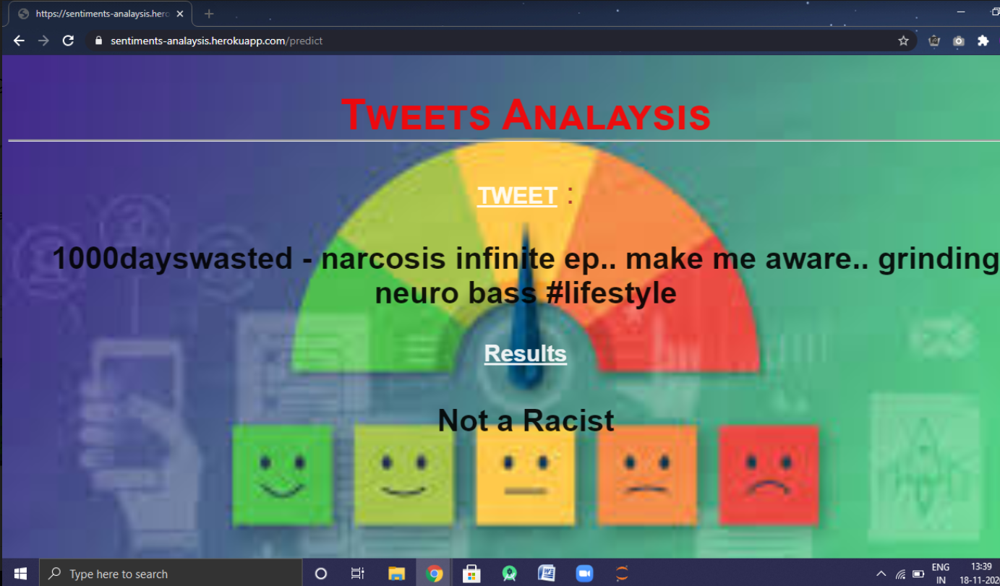 https://sentiments-analaysis.hero
sentiments-analaysis.herokuapp.com/predict
TWEETS ANALAYSIS
TWEET :
1000dayswasted - narcosis infinite ep.. make me aware.. grinding
neuro bass #lifestyle
Results
Not a Racist
Type here to search
ENG
IN
13:39
18-11-202